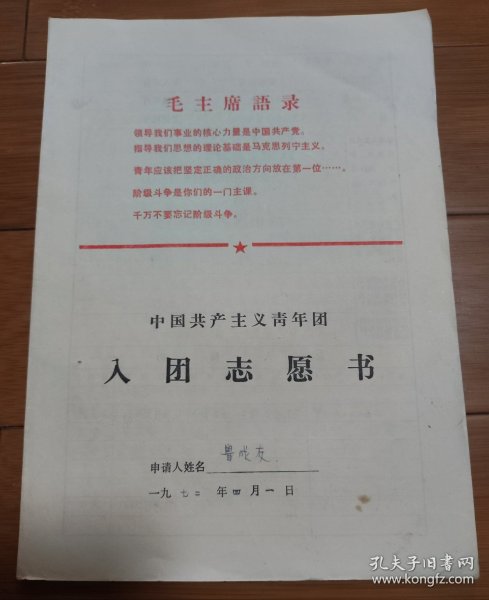 毛主席語录
领导我们事业的核心力量是中国共产党。
指导我们思想的理论基础是马克思列宁主义。
青年应该把坚定正确的政治方向放在第一位……。
阶级斗争是你们的一门主课。
千万不要忘记阶级斗争。
中国共产主义青年团
入团志愿书
申请人姓名 鲁成友
一九七二年四月一日
孔夫子旧书网
www.kongfz.com